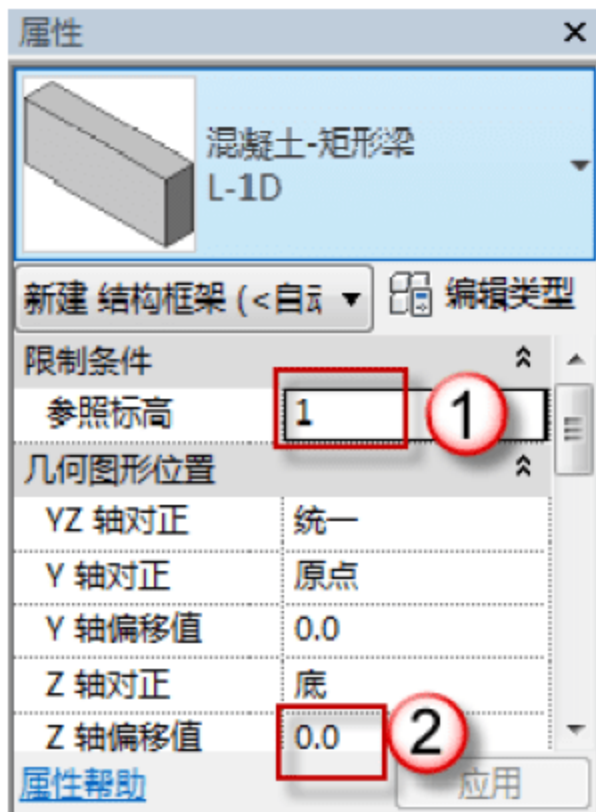 属性
混凝土-矩形梁
L-1D
新建 结构框架 (<自动
编辑类型
限制条件
参照标高 1 1
几何图形位置
YZ 轴对正 统一
Y 轴对正 原点
Y 轴偏移值 0.0
Z 轴对正 底
Z 轴偏移值 0.0 2
属性帮助 应用